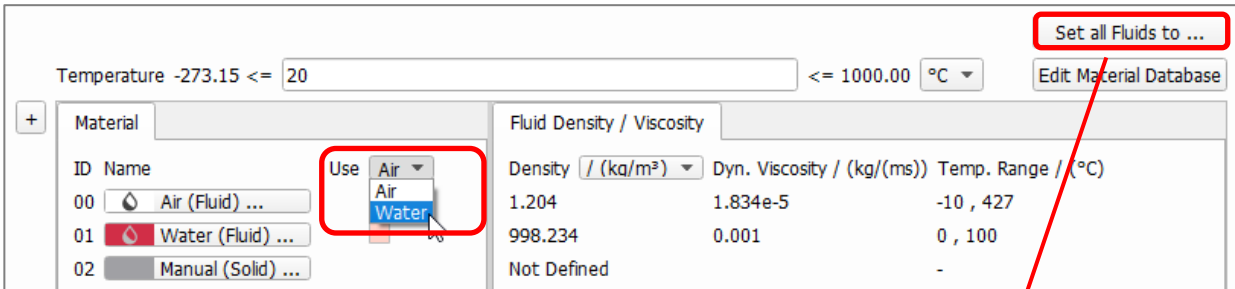 Set all Fluids to ...
Temperature -273.15 <= 20 <= 1000.00 °C
Edit Material Database
+
Material
Fluid Density / Viscosity
ID Name Use Air Density / (kg/m³) Dyn. Viscosity / (kg/(ms)) Temp. Range / (°C)
Air
00 Air (Fluid) ... 1.204 1.834e-5 -10 , 427
Water
01 Water (Fluid) ... 998.234 0.001 0 , 100
02 Manual (Solid) ... Not Defined -